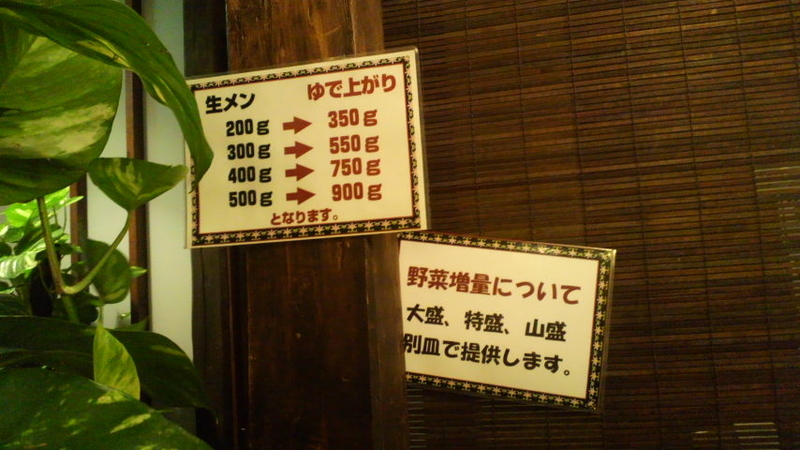 生メン ゆで上がり
200g → 350g
300g → 550g
400g → 750g
500g → 900g
となります。
野菜増量について
大盛、特盛、山盛
別皿で提供します。